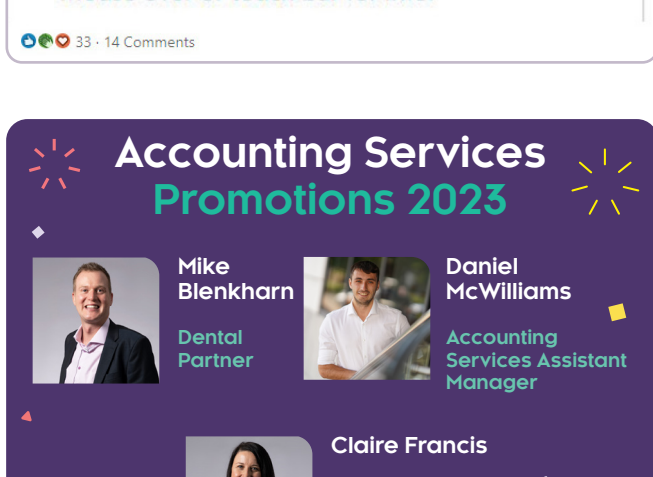 33 · 14 Comments
Accounting Services
Promotions 2023
Mike
Blenkharn
Dental
Partner
Daniel
McWilliams
Accounting
Services Assistant
Manager
Claire Francis